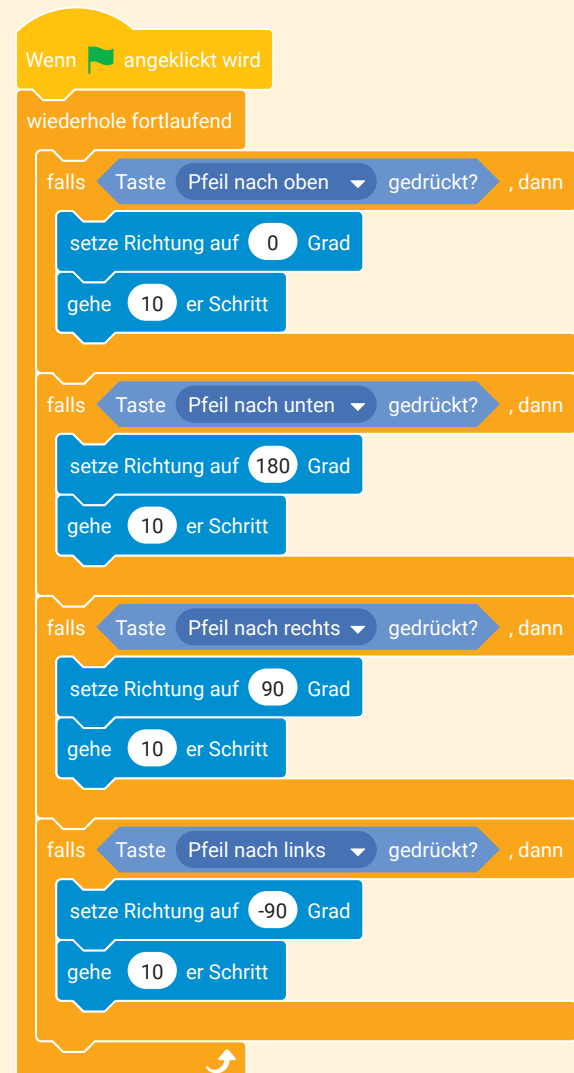 Wenn angeklickt wird
wiederhole fortlaufend
falls Taste Pfeil nach oben gedrückt? , dann
setze Richtung auf 0 Grad
gehe 10 er Schritt
falls Taste Pfeil nach unten gedrückt? , dann
setze Richtung auf 180 Grad
gehe 10 er Schritt
falls Taste Pfeil nach rechts gedrückt? , dann
setze Richtung auf 90 Grad
gehe 10 er Schritt
falls Taste Pfeil nach links gedrückt? , dann
setze Richtung auf -90 Grad
gehe 10 er Schritt